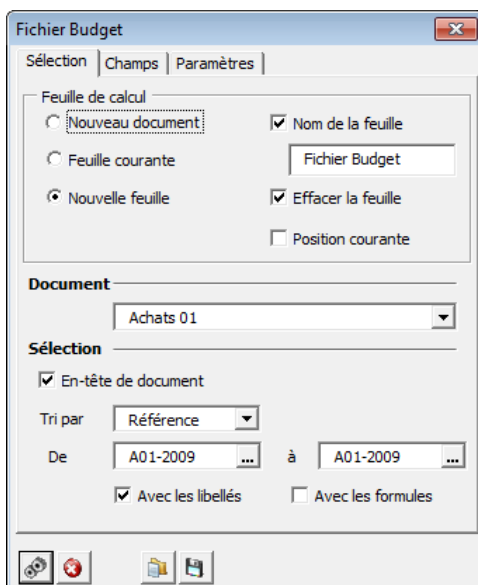 Fichier Budget
Sélection Champs Paramètres
Feuille de calcul
Nouveau document Nom de la feuille
Feuille courante Fichier Budget
Nouvelle feuille Effacer la feuille
Position courante
Document
Achats 01
Sélection
En-tête de document
Tri par Référence
De A01-2009 ... à A01-2009 ...
Avec les libellés Avec les formules